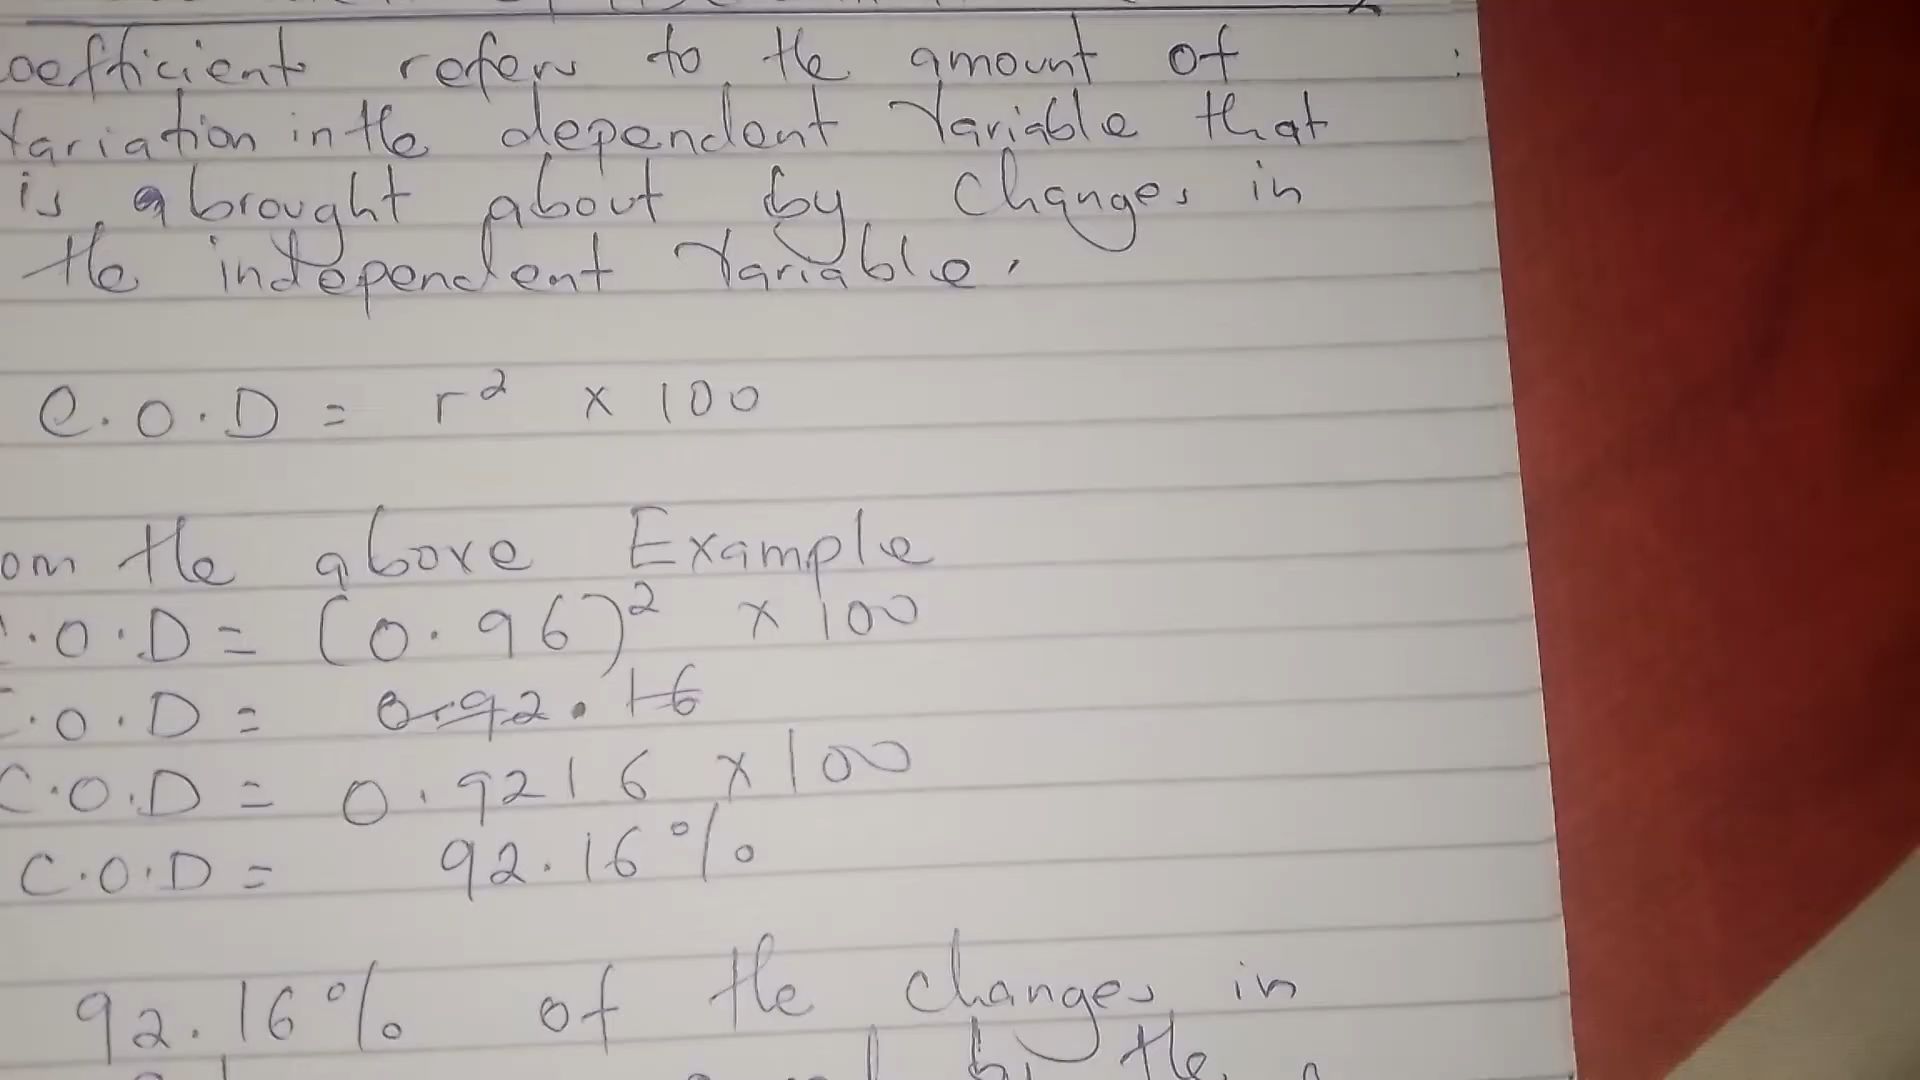 oefficient refers to the amount of
Variation in the dependent Variable that
is a brought about by changes in
the independent Variable.
C.O.D = r² x 100
om the above Example
C.O.D = (0.96)² x 100
C.O.D = 0.92.16
C.O.D = 0.9216 x 100
C.O.D = 92.16%
92.16% of the changes in
by the